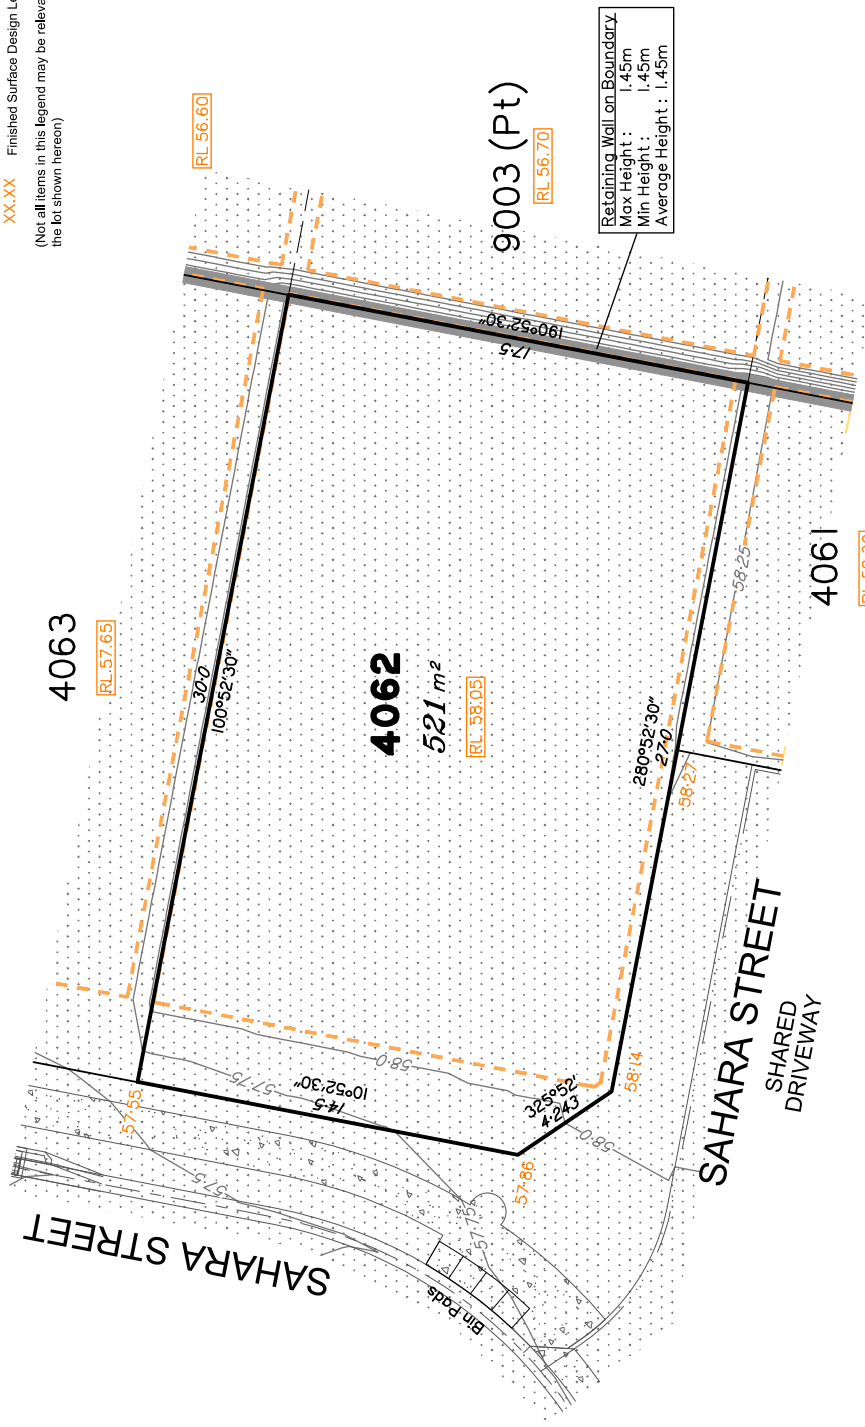 XX.XX Finished Surface Design
(Not all items in this legend may be
the lot shown hereon)
RL 56.60
9003 (Pt)
RL 56.70
Retaining Wall on Boundary
Max Height : 1.45m
Min Height : 1.45m
Average Height : 1.45m
190°52'30"
17·5
4063
RL 57.65
30·0
100°52'30"
4062
521 m²
RL 58.05
280°52'30"
27·0
58·27
58·25
4061
57·55
57·75
58·0
10°52'30"
14·5
325°52'
4·243
58·14
58·0
57·86
57·5
57·75
SAHARA STREET
Bin Pads
SAHARA STREET
SHARED
DRIVEWAY